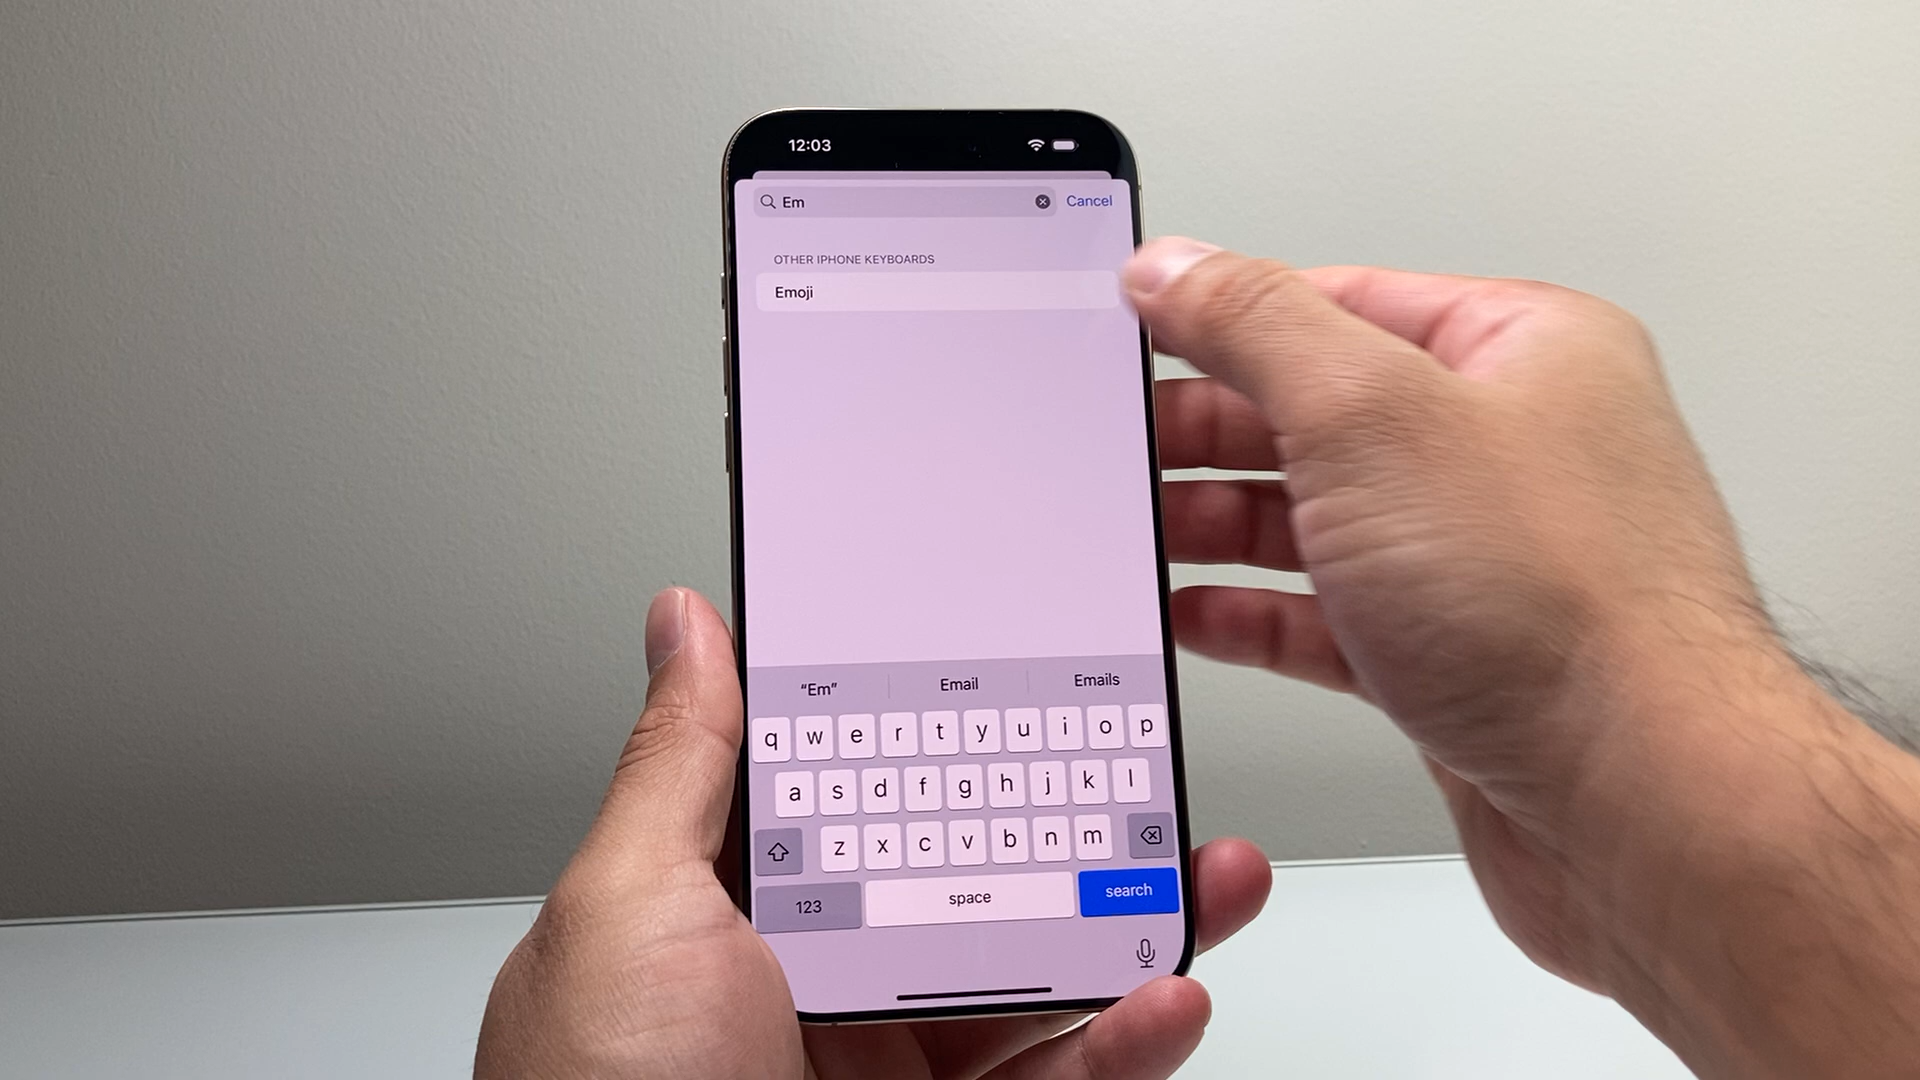 12:03
Em
Cancel
OTHER IPHONE KEYBOARDS
Emoji
“Em” Email Emails
q w e r t y u i o p
a s d f g h j k l
z x c v b n m
123 space search